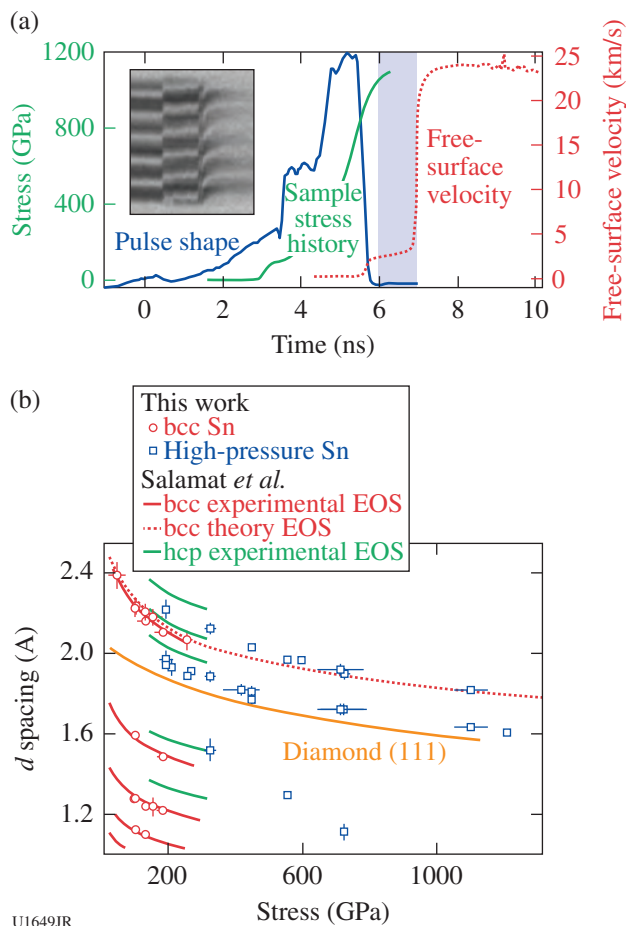 (a)
1200
800
400
0
Stress (GPa)
Pulse shape
Sample
stress
history
Free-
surface
velocity
25
20
15
10
5
0
Free-surface velocity (km/s)
0
2
4
6
8
10
Time (ns)
(b)
This work
bcc Sn
High-pressure Sn
Salamat et al.
bcc experimental EOS
bcc theory EOS
hcp experimental EOS
2.4
2.0
1.6
1.2
d spacing (A)
Diamond (111)
200
600
1000
Stress (GPa)
U1649JR